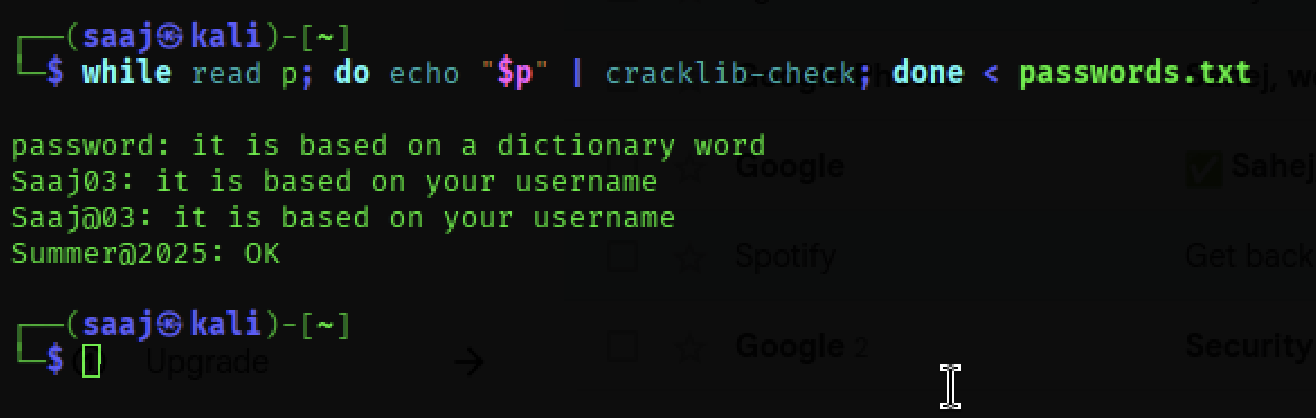 ┌──(saaj㉿kali)-[~]
└─$ while read p; do echo "$p" | cracklib-check; done < passwords.txt
password: it is based on a dictionary word
Saaj03: it is based on your username
Google
Sahej
Saaj@03: it is based on your username
Summer@2025: OK
Spotify
Get back
┌──(saaj㉿kali)-[~]
└─$
Upgrade
Google 2
Security